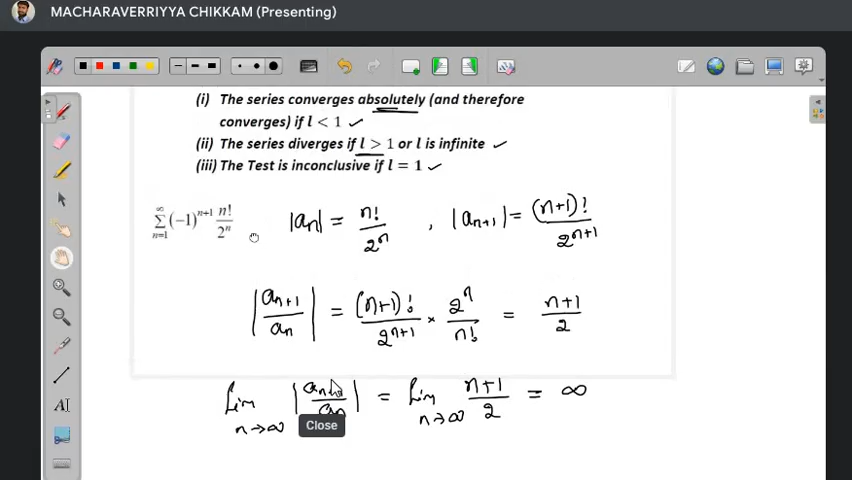 MACHARAVERRIYYA CHIKKAM (Presenting)
(i) The series converges absolutely (and therefore
converges) if l < 1 ✓
(ii) The series diverges if l > 1 or l is infinite ✓
(iii) The Test is inconclusive if l = 1 ✓
∞∑n=1 (-1)^(n+1) n!/2^n |an| = n!/2^n , |an+1| = (n+1)!/2^(n+1)
|an+1/an| = (n+1)!/2^(n+1) × 2^n/n! = n+1/2
Lim n→∞ |an+1/an| = Lim n→∞ n+1/2 = ∞
Close